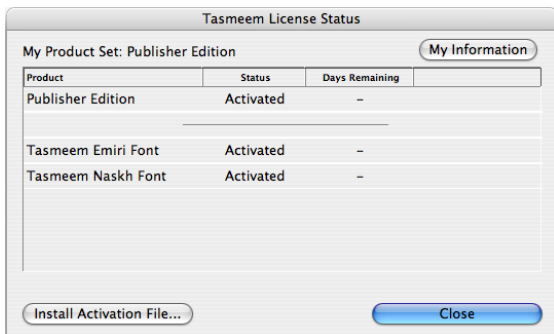 Tasmeem License Status
My Product Set: Publisher Edition
My Information
Product Status Days Remaining
Publisher Edition Activated –
Tasmeem Emiri Font Activated –
Tasmeem Naskh Font Activated –
Install Activation File... Close